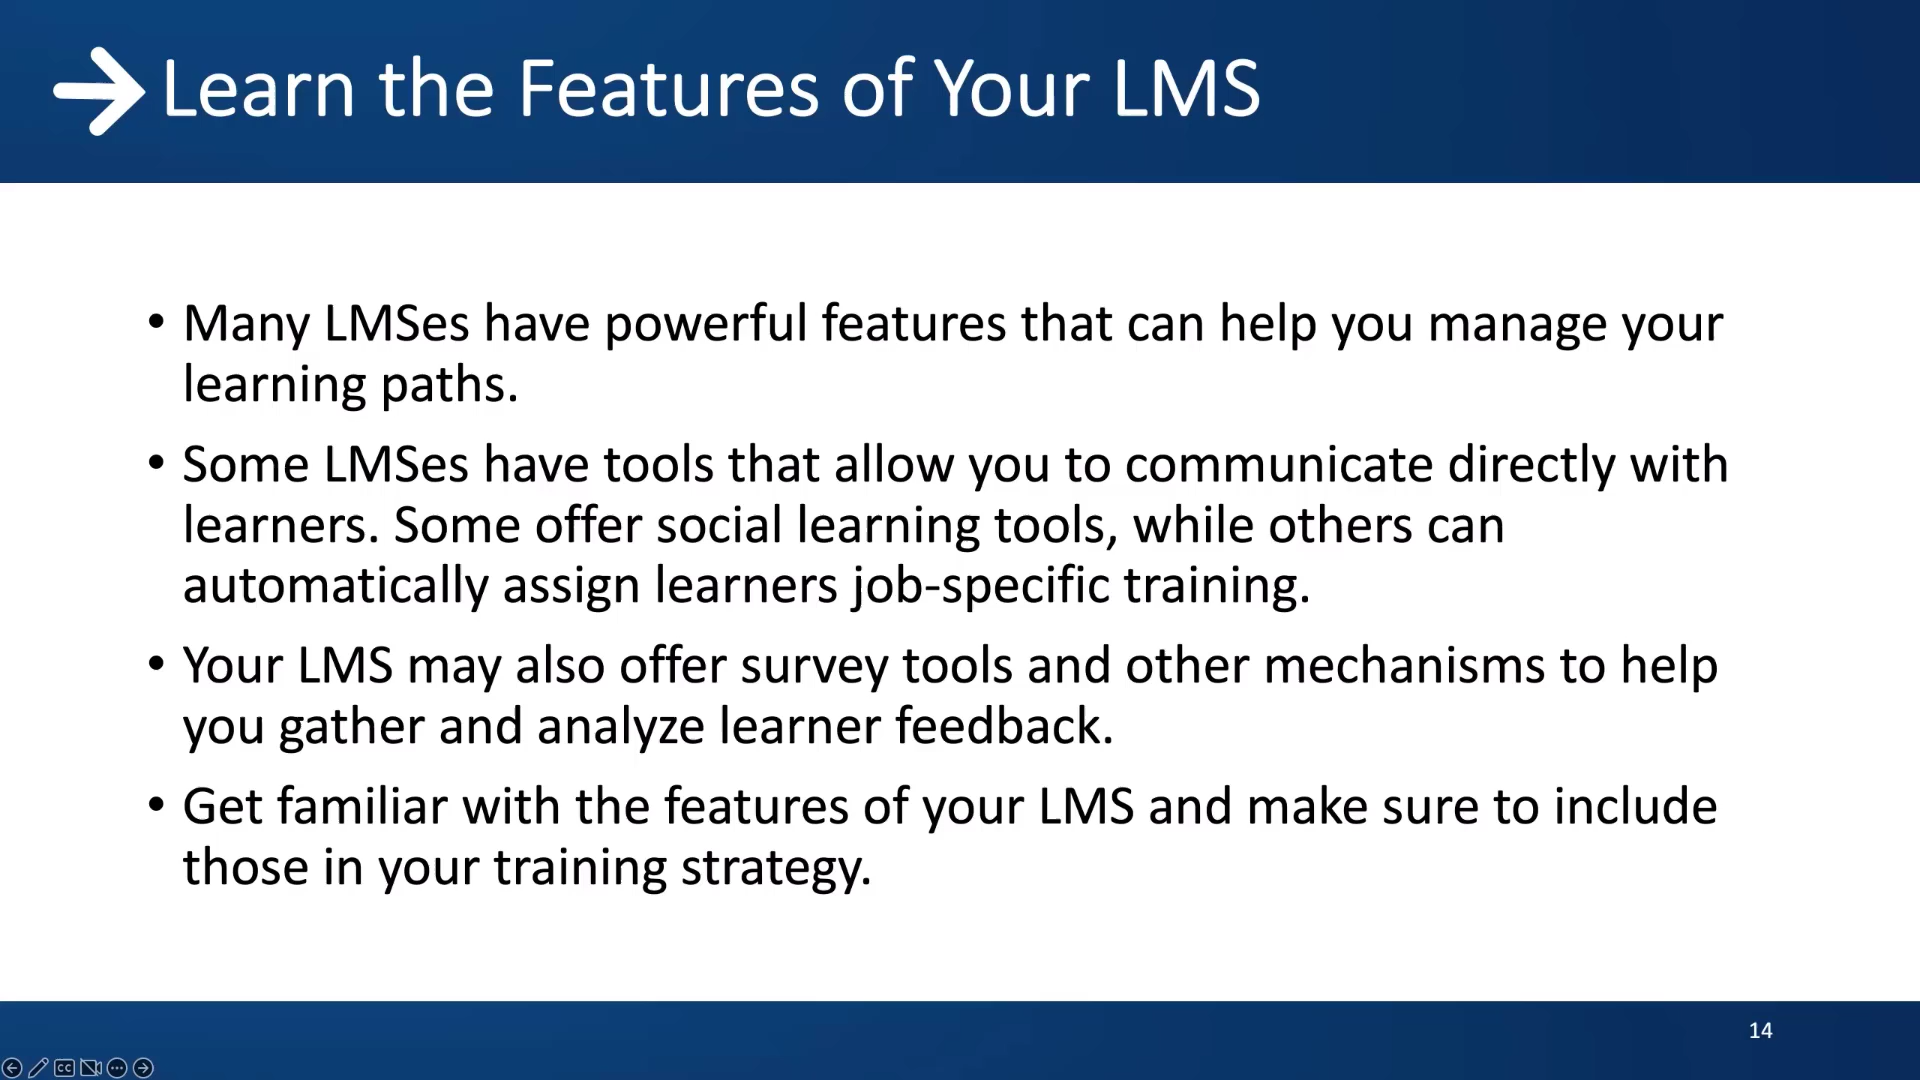 Learn the Features of Your LMS
• Many LMSes have powerful features that can help you manage your
learning paths.
• Some LMSes have tools that allow you to communicate directly with
learners. Some offer social learning tools, while others can
automatically assign learners job-specific training.
• Your LMS may also offer survey tools and other mechanisms to help
you gather and analyze learner feedback.
• Get familiar with the features of your LMS and make sure to include
those in your training strategy.
14
CC